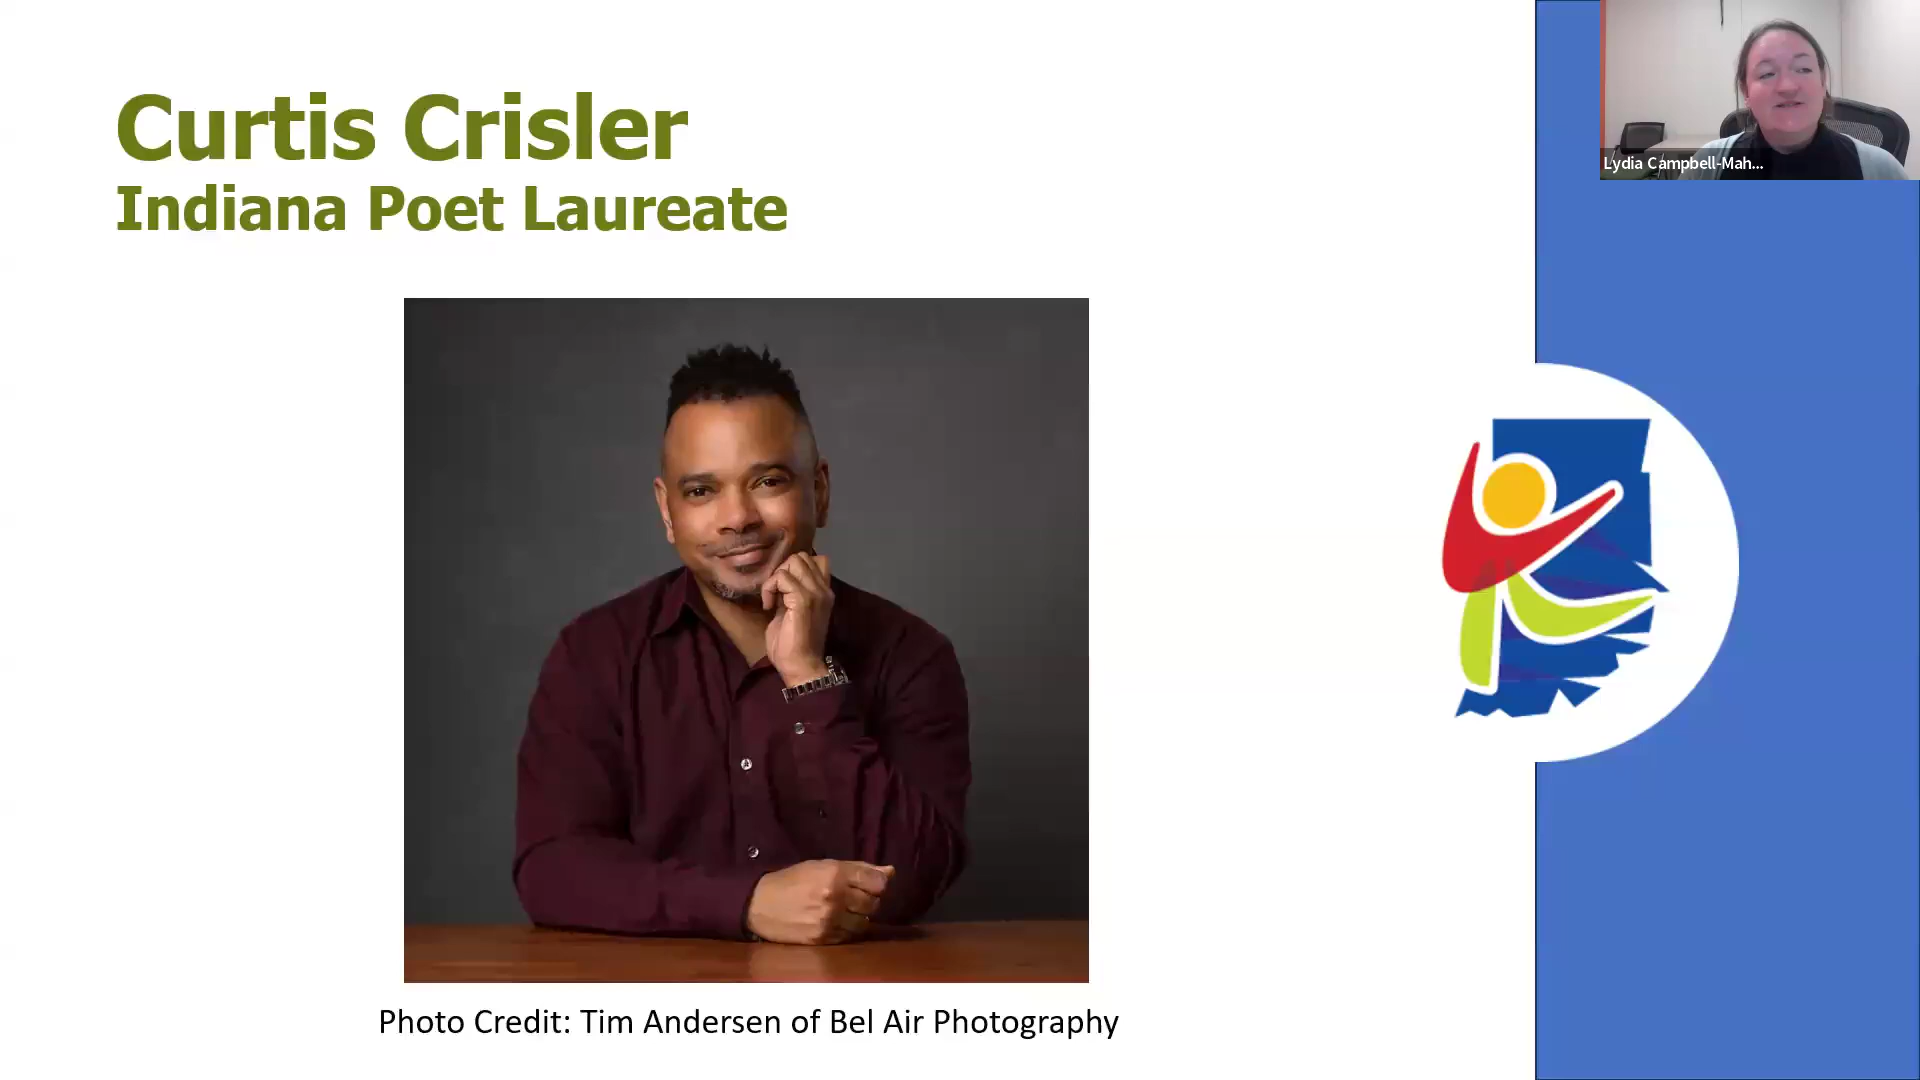 Curtis Crisler
Indiana Poet Laureate
Lydia Campbell-Mah...
Photo Credit: Tim Andersen of Bel Air Photography